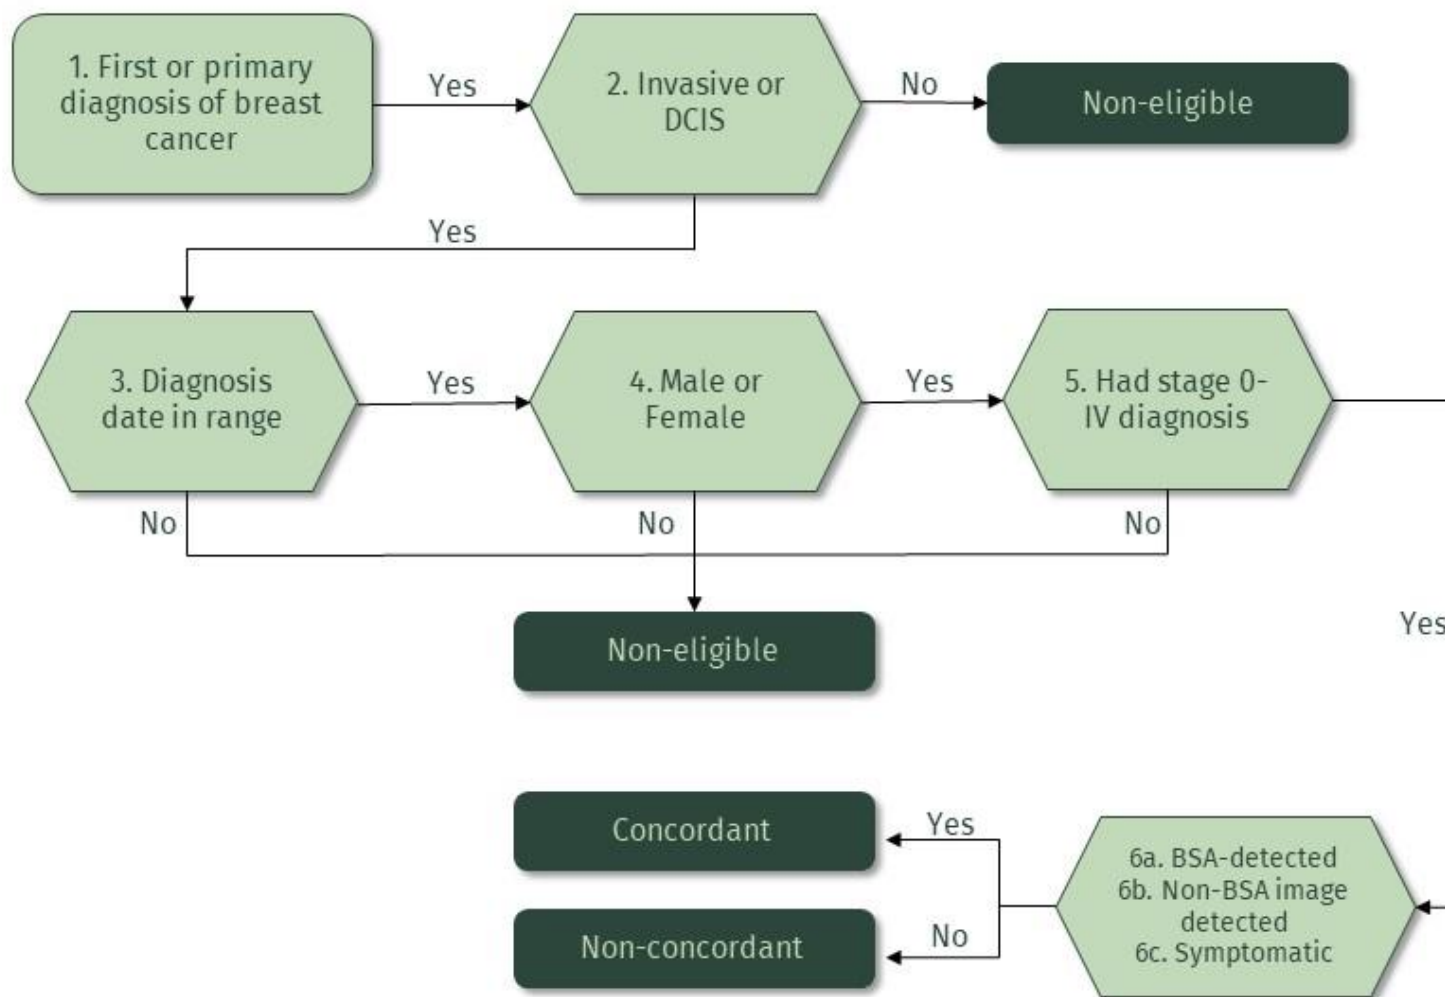 1. First or primary
diagnosis of breast
cancer
Yes
2. Invasive or
DCIS
No
Non-eligible
Yes
3. Diagnosis
date in range
Yes
4. Male or
Female
Yes
5. Had stage 0-
IV diagnosis
No
No
No
Non-eligible
Yes
Concordant
Yes
6a. BSA-detected
6b. Non-BSA image
detected
6c. Symptomatic
Non-concordant
No